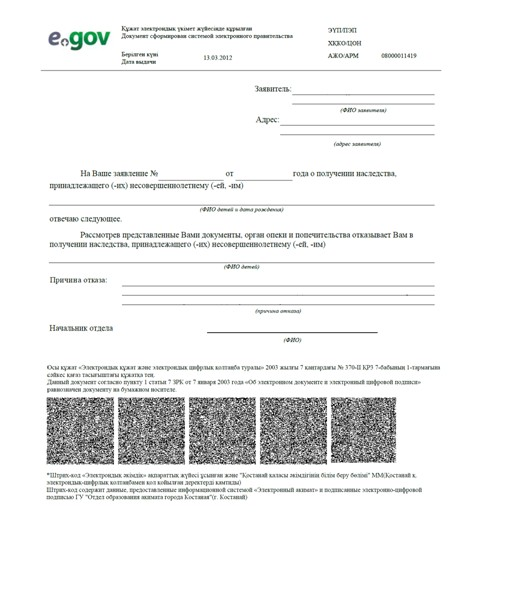 e.gov
Құжат электрондық үкімет жүйесінде құрылған
Документ сформирован системой электронного правительства
Берілген күні
Дата выдачи
13.03.2012
ЭҮП/ПЭП
ХҚКО/ЦОН
АЖО/АРМ 08000011419
Заявитель:
(ФИО заявителя)
Адрес:
(адрес заявителя)
На Ваше заявление № от года о получении наследства,
принадлежащего (-их) несовершеннолетнему (-ей, -им)
(ФИО детей и дата рождения)
отвечаю следующее.
Рассмотрев представленные Вами документы, орган опеки и попечительства отказывает Вам в
получении наследства, принадлежащего (-их) несовершеннолетнему (-ей, -им)
(ФИО детей)
Причина отказа:
(причина отказа)
Начальник отдела
(ФИО)
Осы құжат «Электрондық құжат және электрондық цифрлық қолтаңба туралы» 2003 жылғы 7 қаңтардағы № 370-II ҚРЗ 7-бабының 1-тармағына
сәйкес қағаз тасығыштағы құжатқа тең.
Данный документ согласно пункту 1 статьи 7 ЗРК от 7 января 2003 года «Об электронном документе и электронной цифровой подписи»
равнозначен документу на бумажном носителе.
*Штрих-код «Электрондық әкімдік» ақпараттық жүйесі ұсынған және "Қостанай қаласы әкімдігінің білім беру бөлімі" ММ(Қостанай қ.
электрондық-цифрлық қолтаңбамен қол қойылған деректерді қамтиды)
Штрих-код содержит данные, предоставленные информационной системой «Электронный акимат» и подписанные электронно-цифровой
подписью ГУ "Отдел образования акимата города Костаная"(г. Костанай)